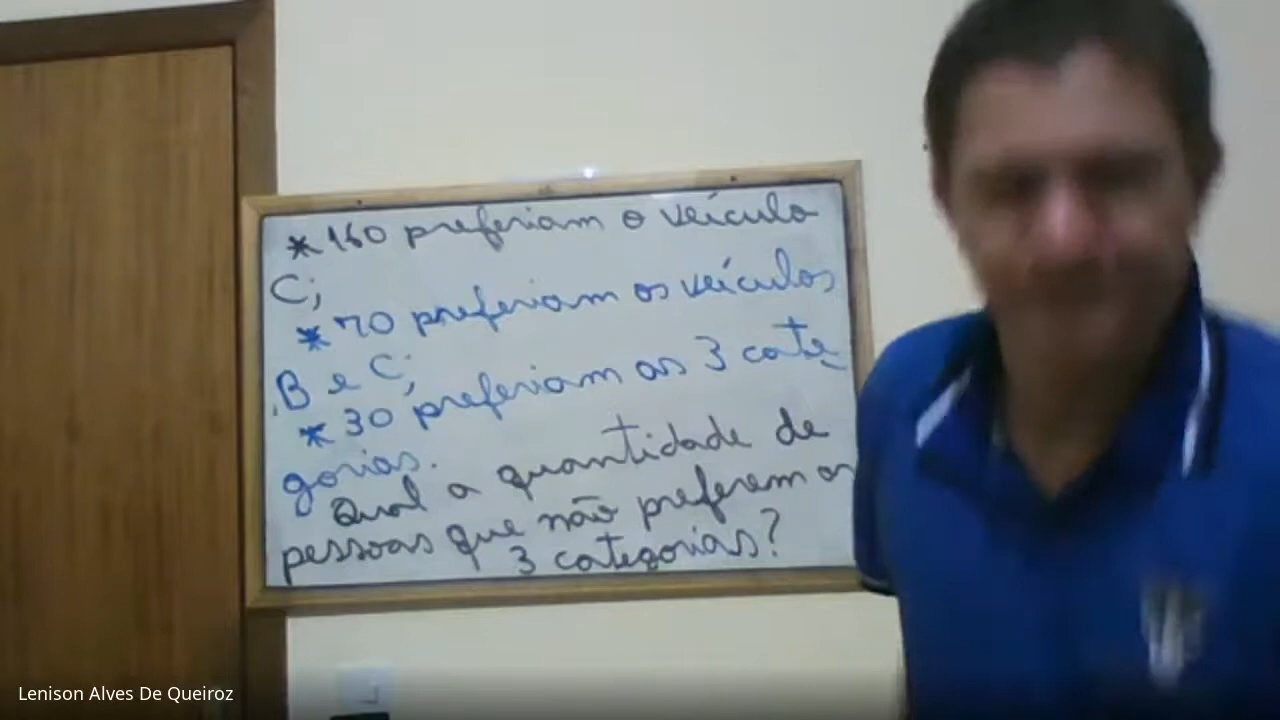 * 160 preferiam o veículo
C;
* 70 preferiam os veículos
B e C;
* 30 preferiam as 3 cate
gorias.
Qual a quantidade de
pessoas que não preferem as
3 categorias?
Lenison Alves De Queiroz